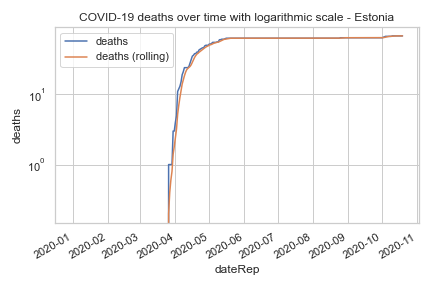 COVID-19 deaths over time with logarithmic scale - Estonia
deaths
deaths (rolling)
10¹
10⁰
deaths
2020-01
2020-02
2020-03
2020-04
2020-05
2020-06
2020-07
2020-08
2020-09
2020-10
2020-11
dateRep